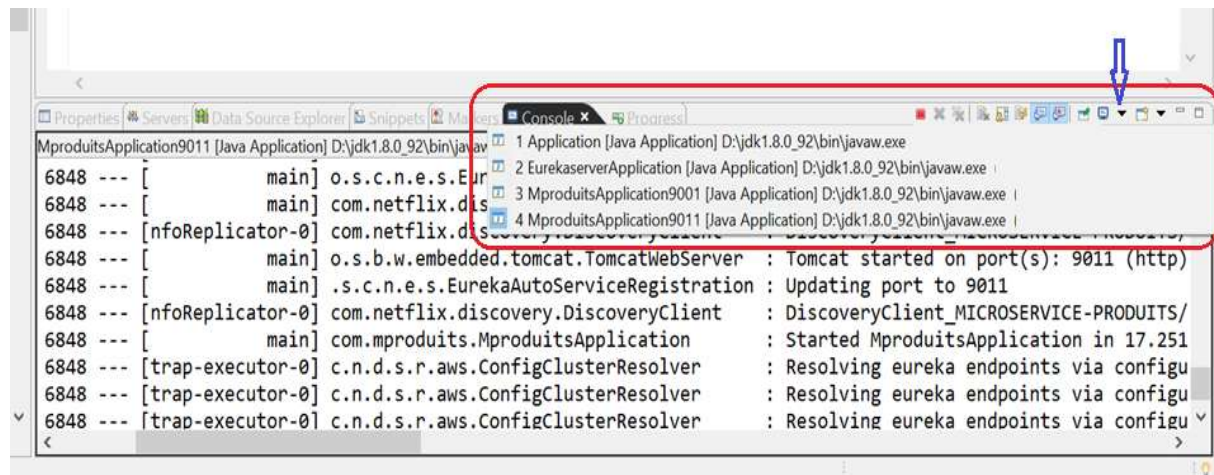 Properties Servers Data Source Explorer Snippets Markers Console Progress
MproduitsApplication9011 [Java Application] D:\jdk1.8.0_92\bin\javaw
1 Application [Java Application] D:\jdk1.8.0_92\bin\javaw.exe
2 EurekaserverApplication [Java Application] D:\jdk1.8.0_92\bin\javaw.exe
3 MproduitsApplication9001 [Java Application] D:\jdk1.8.0_92\bin\javaw.exe
4 MproduitsApplication9011 [Java Application] D:\jdk1.8.0_92\bin\javaw.exe
6848 --- [ main] o.s.c.n.e.s.Eur
6848 --- [ main] com.netflix.dis
6848 --- [nfoReplicator-0] com.netflix.discovery.DiscoveryClient : DiscoveryClient_MICROSERVICE-PRODUITS/
6848 --- [ main] o.s.b.w.embedded.tomcat.TomcatWebServer : Tomcat started on port(s): 9011 (http)
6848 --- [ main] .s.c.n.e.s.EurekaAutoServiceRegistration : Updating port to 9011
6848 --- [nfoReplicator-0] com.netflix.discovery.DiscoveryClient : DiscoveryClient_MICROSERVICE-PRODUITS/
6848 --- [ main] com.mproduits.MproduitsApplication : Started MproduitsApplication in 17.251
6848 --- [trap-executor-0] c.n.d.s.r.aws.ConfigClusterResolver : Resolving eureka endpoints via configu
6848 --- [trap-executor-0] c.n.d.s.r.aws.ConfigClusterResolver : Resolving eureka endpoints via configu
6848 --- [trap-executor-0] c.n.d.s.r.aws.ConfigClusterResolver : Resolving eureka endpoints via configu